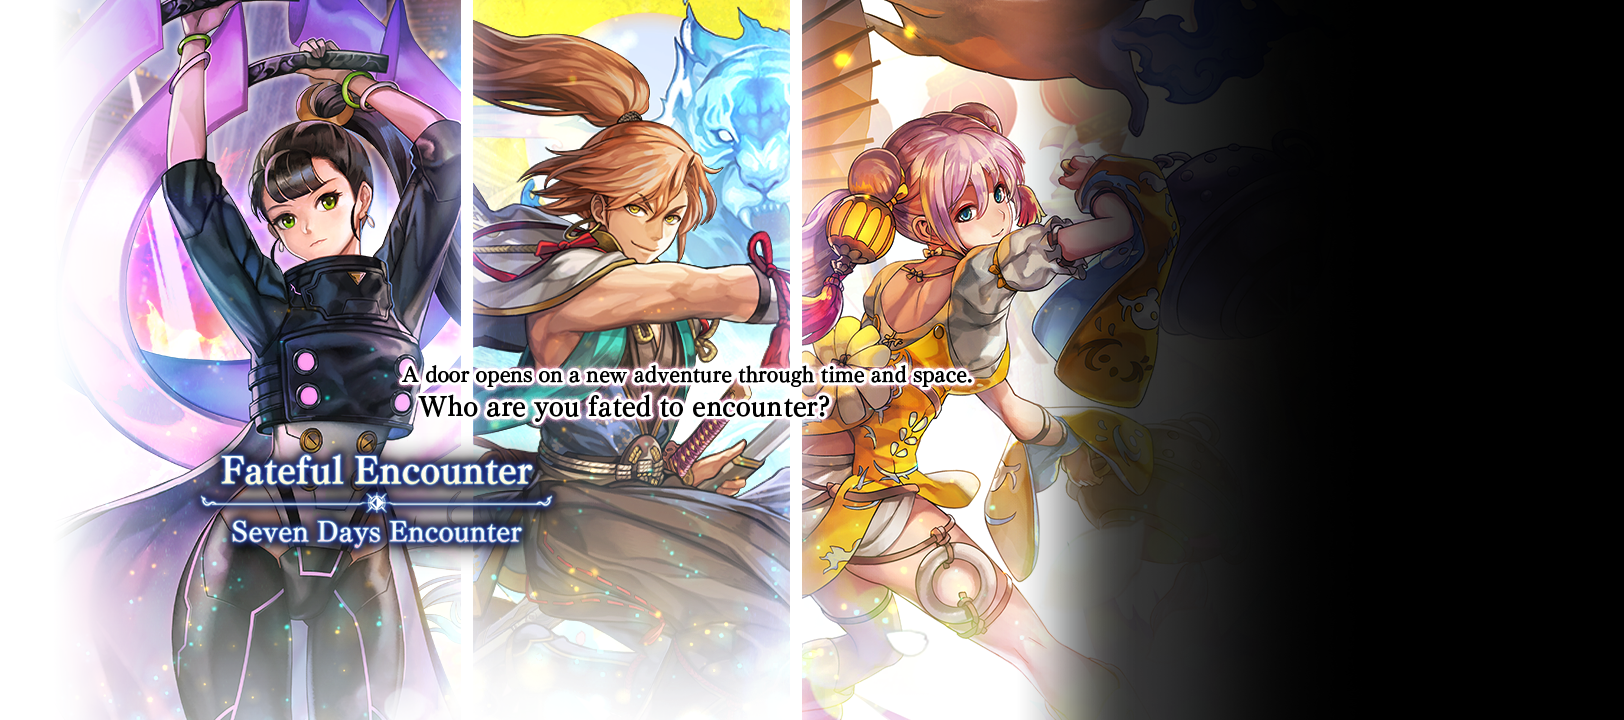 A door opens on a new adventure through time and space.
Who are you fated to encounter?
Fateful Encounter
Seven Days Encounter